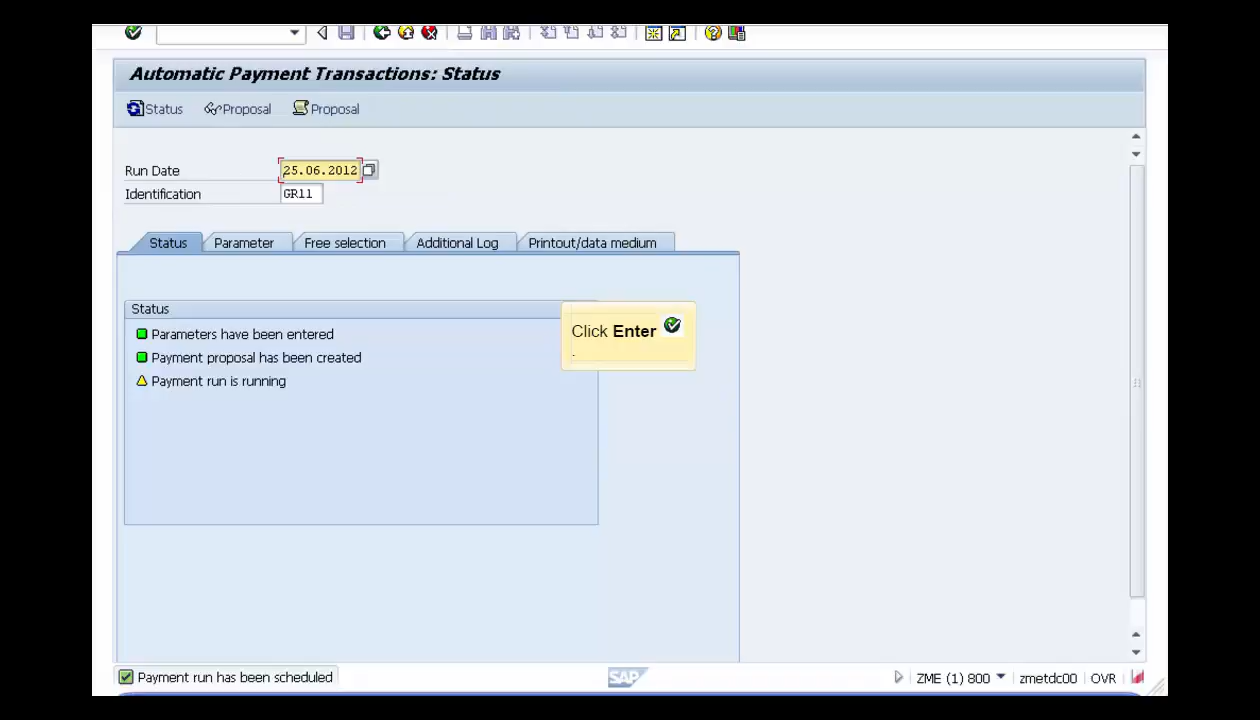 Automatic Payment Transactions: Status
Status Proposal Proposal
Run Date 25.06.2012
Identification GR11
Status Parameter Free selection Additional Log Printout/data medium
Status
Parameters have been entered
Payment proposal has been created
Payment run is running
Click Enter
.
Payment run has been scheduled
SAP
ZME (1) 800 zmetdc00 OVR